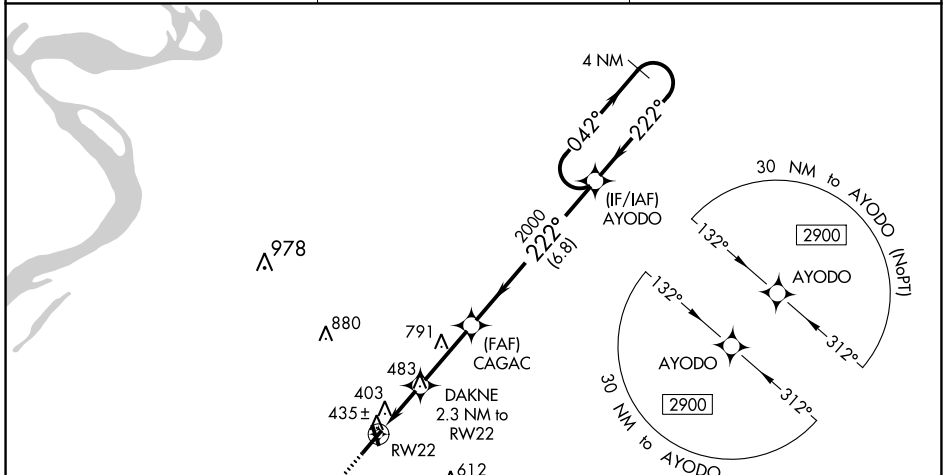 4 NM
042°
222°
(IF/IAF)
AYODO
2000
222°
(6.8)
30 NM to AYODO (NoPT)
132°
2900
AYODO
312°
132°
AYODO
312°
2900
30 NM to AYODO
978
880
791
(FAF)
CAGAC
483
DAKNE
2.3 NM to
RW22
403
435±
RW22
612